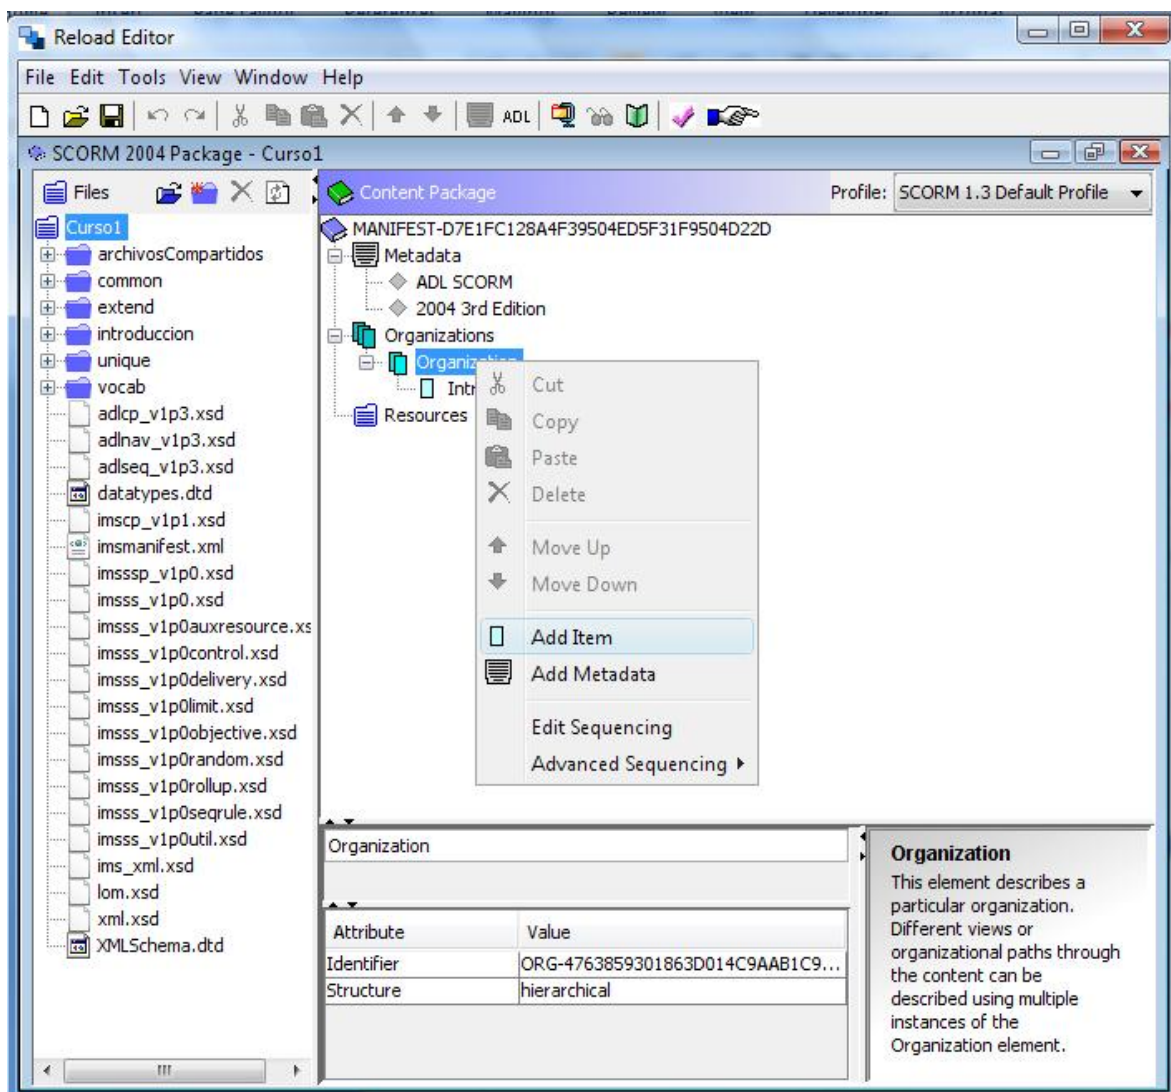 Reload Editor
File Edit Tools View Window Help
ADL
SCORM 2004 Package - Curso1
Files
Curso1
archivosCompartidos
common
extend
introduccion
unique
vocab
adlcp_v1p3.xsd
adlnav_v1p3.xsd
adlseq_v1p3.xsd
datatypes.dtd
imscp_v1p1.xsd
imsmanifest.xml
imsssp_v1p0.xsd
imsss_v1p0.xsd
imsss_v1p0auxresource.xs
imsss_v1p0control.xsd
imsss_v1p0delivery.xsd
imsss_v1p0limit.xsd
imsss_v1p0objective.xsd
imsss_v1p0random.xsd
imsss_v1p0rollup.xsd
imsss_v1p0seqrule.xsd
imsss_v1p0util.xsd
ims_xml.xsd
lom.xsd
xml.xsd
XMLSchema.dtd
Content Package
Profile: SCORM 1.3 Default Profile
MANIFEST-D7E1FC128A4F39504ED5F31F9504D22D
Metadata
ADL SCORM
2004 3rd Edition
Organizations
Organization
Intr
Resources
Cut
Copy
Paste
Delete
Move Up
Move Down
Add Item
Add Metadata
Edit Sequencing
Advanced Sequencing
Organization
Attribute Value
Identifier ORG-4763859301863D014C9AAB1C9...
Structure hierarchical
Organization
This element describes a
particular organization.
Different views or
organizational paths through
the content can be
described using multiple
instances of the
Organization element.